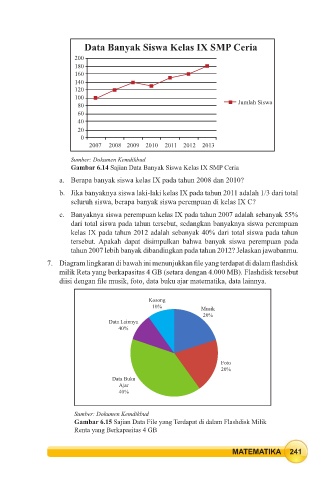 Data Banyak Siswa Kelas IX SMP Ceria
200
180
160
140
120
100
80
60
40
20
0
Jumlah Siswa
2007 2008 2009 2010 2011 2012 2013
Sumber: Dokumen Kemdikbud
Gambar 6.14 Sajian Data Banyak Siswa Kelas IX SMP Ceria
a. Berapa banyak siswa kelas IX pada tahun 2008 dan 2010?
b. Jika banyaknya siswa laki-laki kelas IX pada tahun 2011 adalah 1/3 dari total
seluruh siswa, berapa banyak siswa perempuan di kelas IX C?
c. Banyaknya siswa perempuan kelas IX pada tahun 2007 adalah sebanyak 55%
dari total siswa pada tahun tersebut, sedangkan banyaknya siswa perempuan
kelas IX pada tahun 2012 adalah sebanyak 40% dari total siswa pada tahun
tersebut. Apakah dapat disimpulkan bahwa banyak siswa perempuan pada
tahun 2007 lebih banyak dibandingkan pada tahun 2012? Jelaskan jawabanmu.
7. Diagram lingkaran di bawah ini menunjukkan file yang terdapat di dalam flashdisk
milik Reta yang berkapasitas 4 GB (setara dengan 4.000 MB). Flashdisk tersebut
diisi dengan file musik, foto, data buku ajar matematika, data lainnya.
Kosong
10%
Musik
20%
Data Lainnya
40%
Foto
20%
Data Buku
Ajar
40%
Sumber: Dokumen Kemdikbud
Gambar 6.15 Sajian Data File yang Terdapat di dalam Flashdisk Milik
Renta yang Berkapasitas 4 GB
MATEMATIKA 241